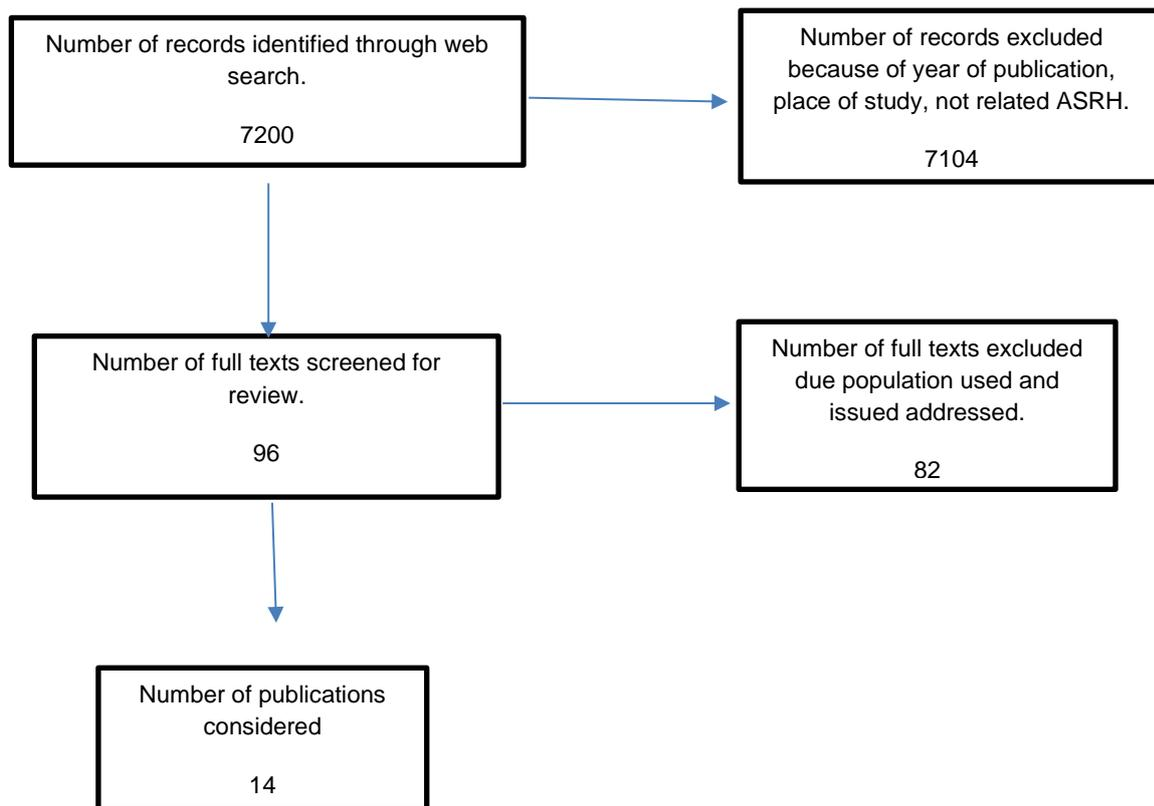 Number of records identified through web
search.
7200
Number of records excluded
because of year of publication,
place of study, not related ASRH.
7104
Number of full texts screened for
review.
96
Number of full texts excluded
due population used and
issued addressed.
82
Number of publications
considered
14